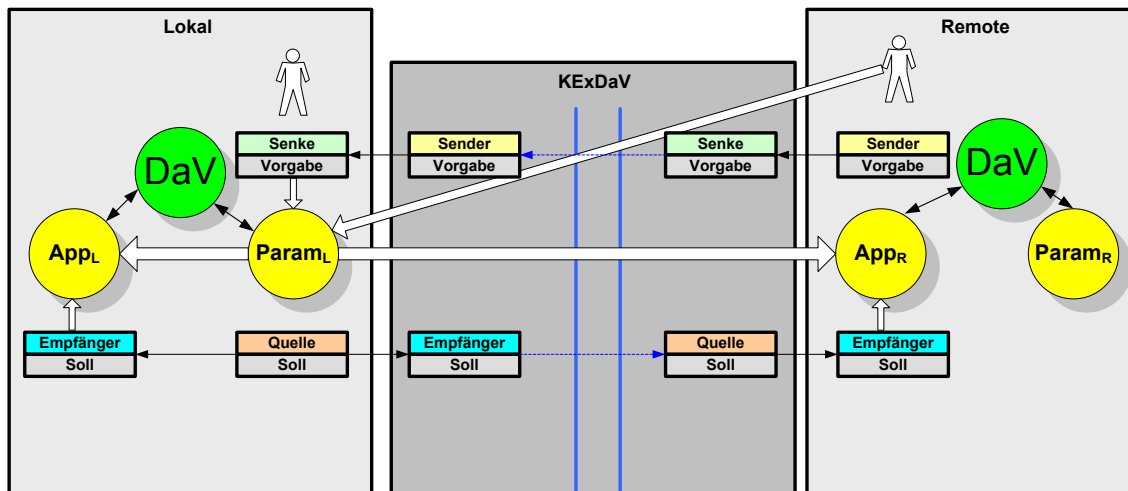 Lokal
Remote
KExDaV
Senke
Vorgabe
Sender
Vorgabe
Senke
Vorgabe
Sender
Vorgabe
DaV
DaV
AppL
ParamL
AppR
ParamR
Empfänger
Soll
Quelle
Soll
Empfänger
Soll
Quelle
Soll
Empfänger
Soll